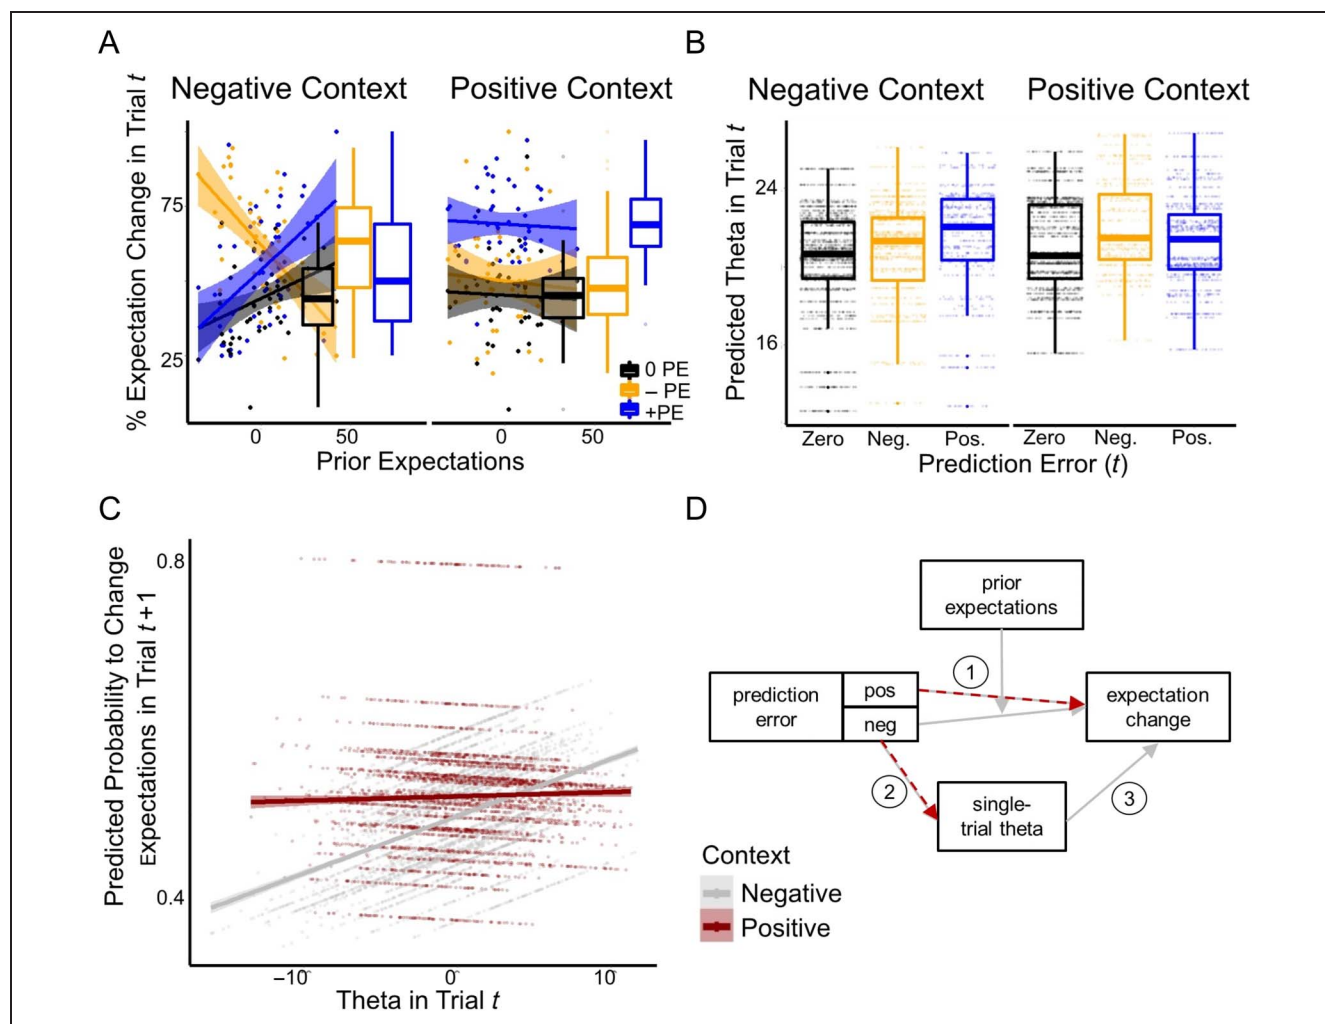 A
% Expectation Change in Trial t
Negative Context
Positive Context
75
25
0 PE
– PE
+PE
0
50
0
50
Prior Expectations
B
Predicted Theta in Trial t
Negative Context
Positive Context
24
16
Zero
Neg.
Pos.
Zero
Neg.
Pos.
Prediction Error (t)
C
Predicted Probability to Change
Expectations in Trial t + 1
0.8
0.4
–10
0
10
Theta in Trial t
D
prior
expectations
1
prediction
error
pos
neg
expectation
change
2
single-
trial theta
3
Context
Negative
Positive